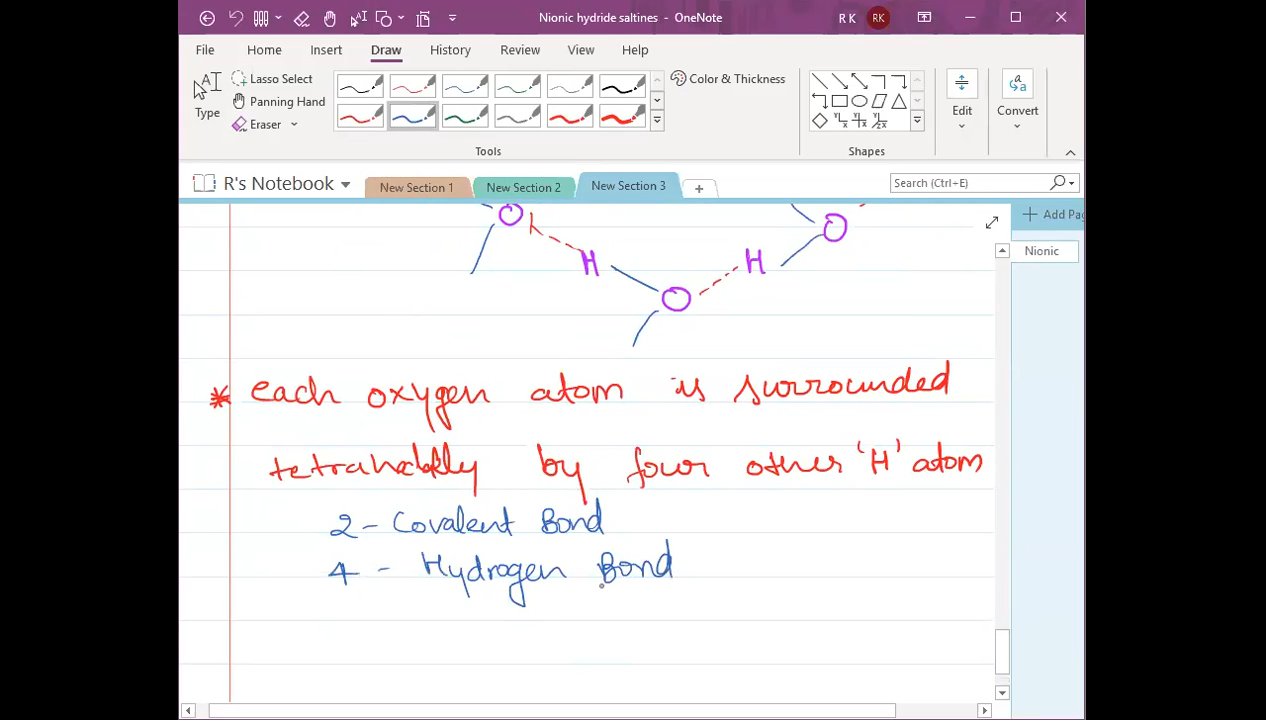 Nionic hydride saltines - OneNote
R K
RK
File Home Insert Draw History Review View Help
Type
Lasso Select
Panning Hand
Eraser
Color & Thickness
Edit
Convert
Tools
Shapes
R's Notebook
New Section 1
New Section 2
New Section 3
Search (Ctrl+E)
Add Pag
Nionic
O O
H H
O
* each oxygen atom is surrounded
by four other 'H' atom
2 - Covalent Bond
4 - Hydrogen Bond